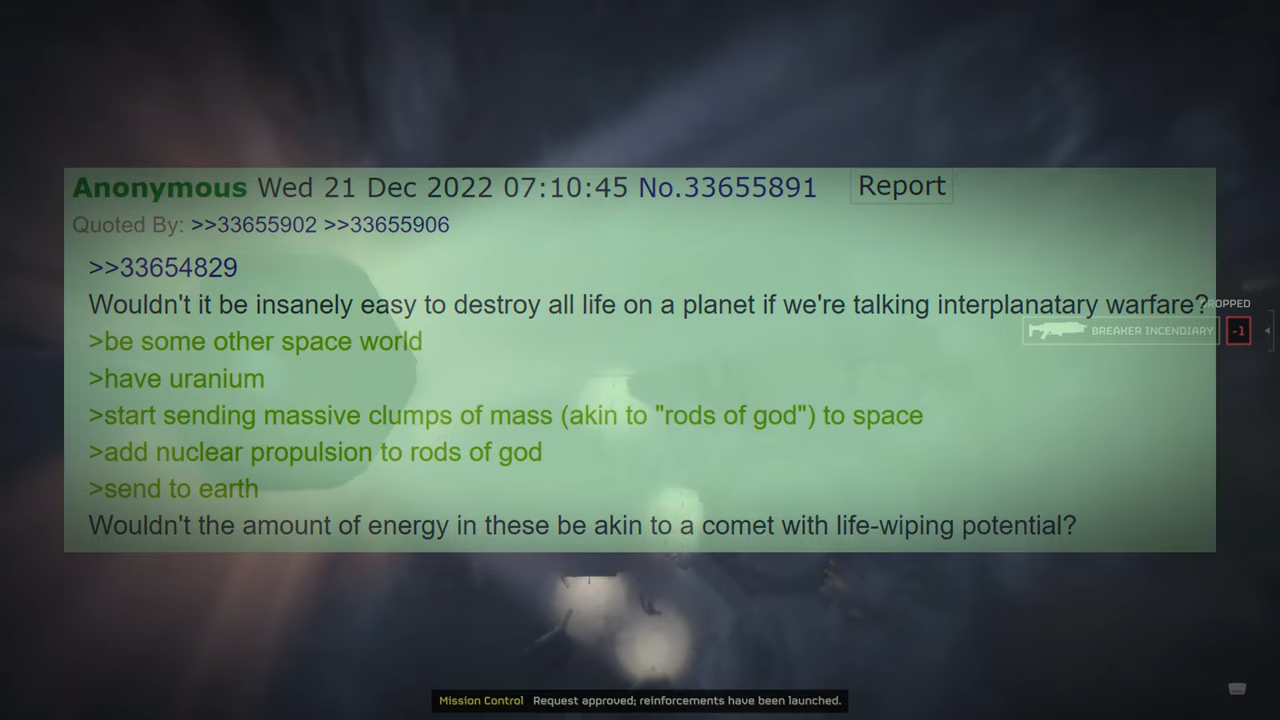 Anonymous Wed 21 Dec 2022 07:10:45 No.33655891 Report
Quoted By: >>33655902 >>33655906
>>33654829
Wouldn't it be insanely easy to destroy all life on a planet if we're talking interplanatary warfare?
ROPPED
>be some other space world
BREAKER INCENDIARY -1
>have uranium
>start sending massive clumps of mass (akin to "rods of god") to space
>add nuclear propulsion to rods of god
>send to earth
Wouldn't the amount of energy in these be akin to a comet with life-wiping potential?
Mission Control Request approved; reinforcements have been launched.